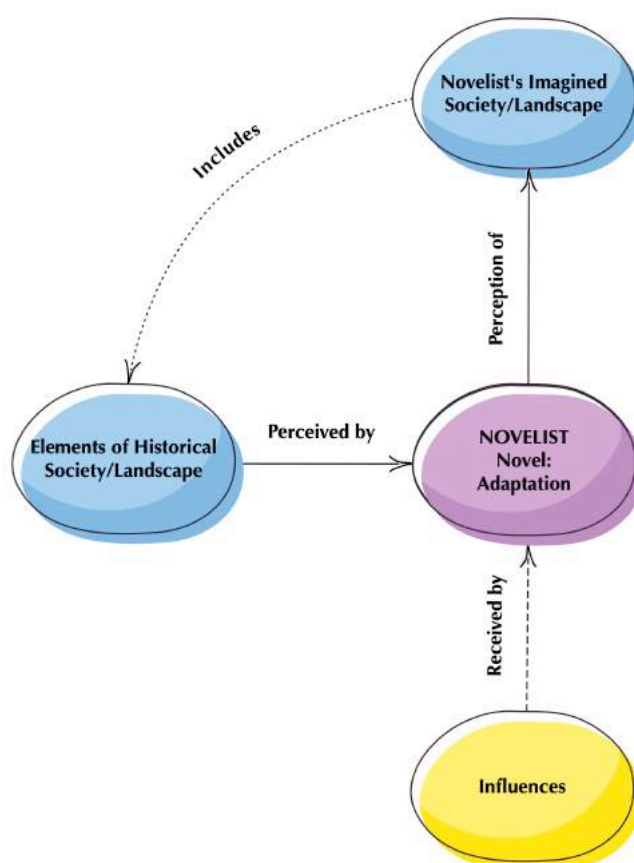 Novelist's Imagined
Society/Landscape
Includes
Perception of
Elements of Historical
Society/Landscape
Perceived by
NOVELIST
Novel:
Adaptation
Received by
Influences